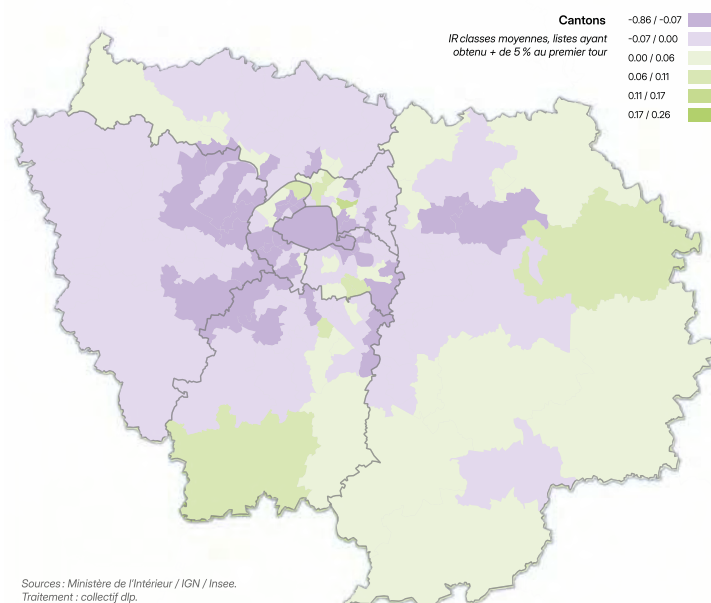 Cantons
IR classes moyennes, listes ayant
obtenu + de 5 % au premier tour
-0.86 / -0.07
-0.07 / 0.00
0.00 / 0.06
0.06 / 0.11
0.11 / 0.17
0.17 / 0.26
Sources : Ministère de l'Intérieur / IGN / Insee.
Traitement : collectif dlp.